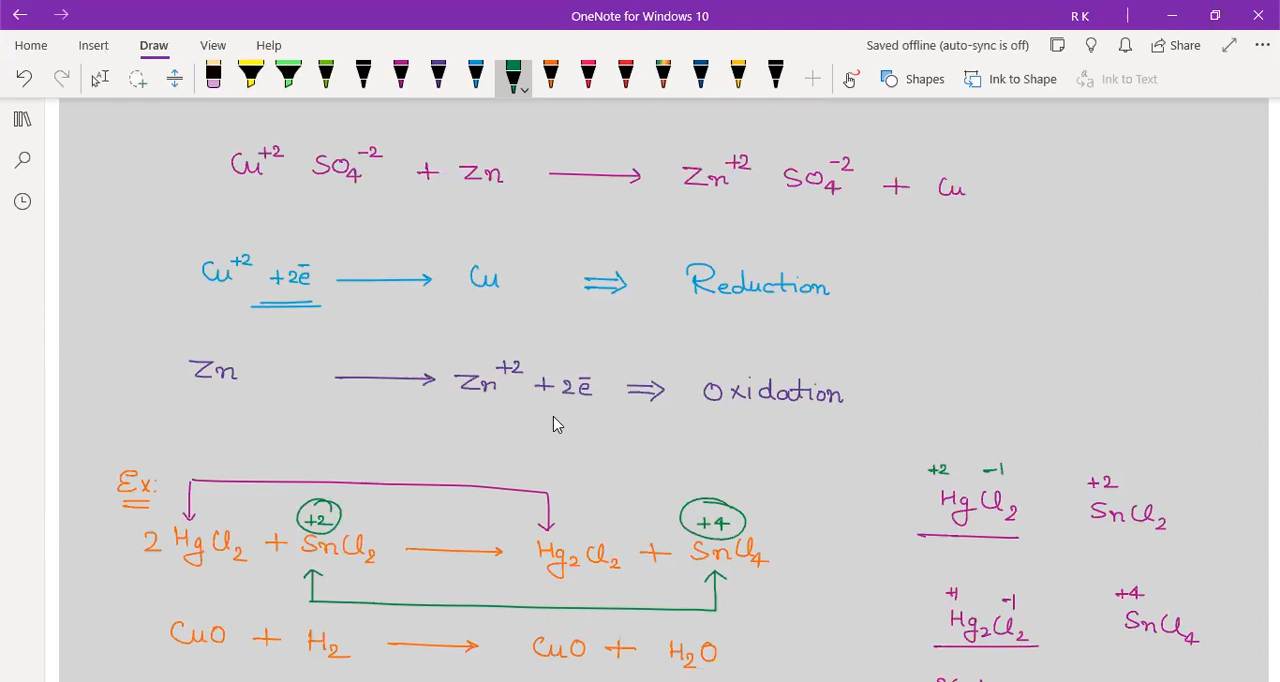 OneNote for Windows 10
R K
Home Insert Draw View Help
Saved offline (auto-sync is off)
Share
Shapes
Ink to Shape
Ink to Text
Cu+2 SO4-2 + Zn ⟶ Zn+2 SO4-2 + Cu
Cu+2 +2ē ⟶ Cu ⇒ Reduction
Zn ⟶ Zn+2 + 2ē ⇒ Oxidation
Ex:
+2 +4
2 HgCl2 + SnCl2 ⟶ Hg2Cl2 + SnCl4
CuO + H2 ⟶ CuO + H2O
+2 -1 +2
HgCl2 SnCl2
+1 -1 +4
Hg2Cl2 SnCl4